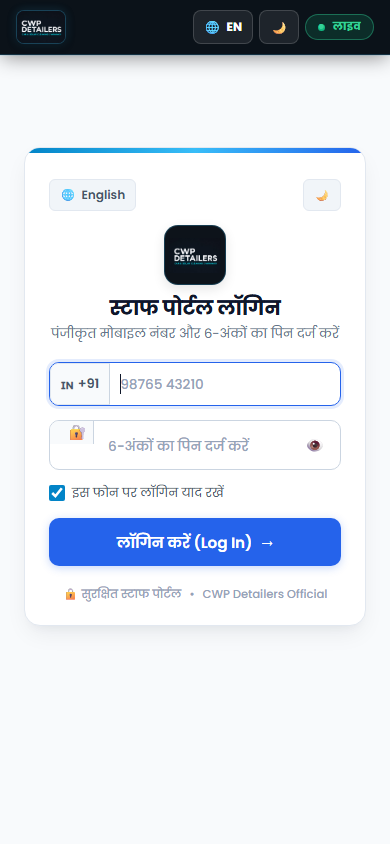 CWP
DETAILERS
EN
लाइव
English
CWP
DETAILERS
स्टाफ पोर्टल लॉगिन
पंजीकृत मोबाइल नंबर और 6-अंकों का पिन दर्ज करें
IN +91 98765 43210
6-अंकों का पिन दर्ज करें
इस फोन पर लॉगिन याद रखें
लॉगिन करें (Log In) →
सुरक्षित स्टाफ पोर्टल • CWP Detailers Official